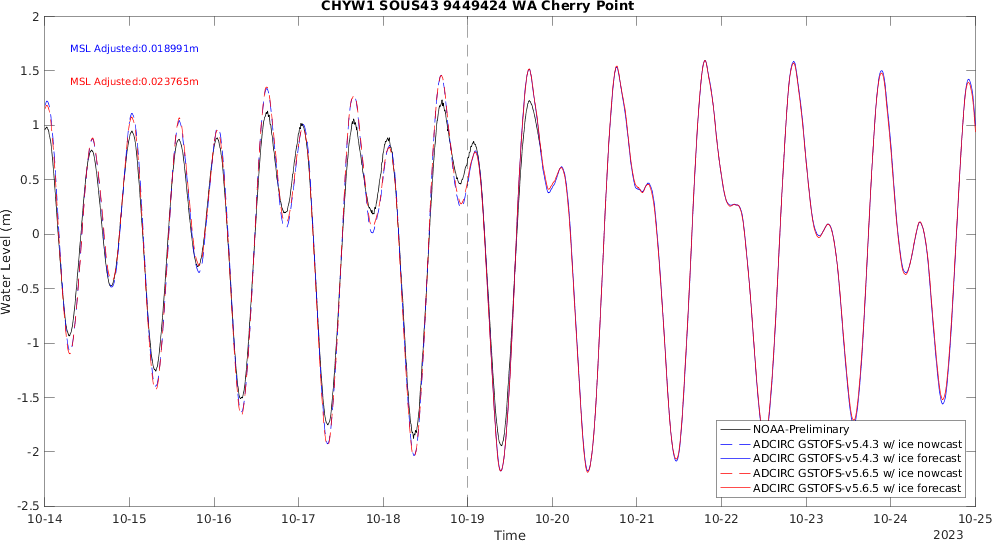 CHYW1 SOUS43 9449424 WA Cherry Point
2
1.5
1
0.5
0
-0.5
-1
-1.5
-2
-2.5
Water Level (m)
MSL Adjusted:0.018991m
MSL Adjusted:0.023765m
NOAA-Preliminary
ADCIRC GSTOFS-v5.4.3 w/ ice nowcast
ADCIRC GSTOFS-v5.4.3 w/ ice forecast
ADCIRC GSTOFS-v5.6.5 w/ ice nowcast
ADCIRC GSTOFS-v5.6.5 w/ ice forecast
10-14 10-15 10-16 10-17 10-18 10-19 10-20 10-21 10-22 10-23 10-24 10-25
Time
2023